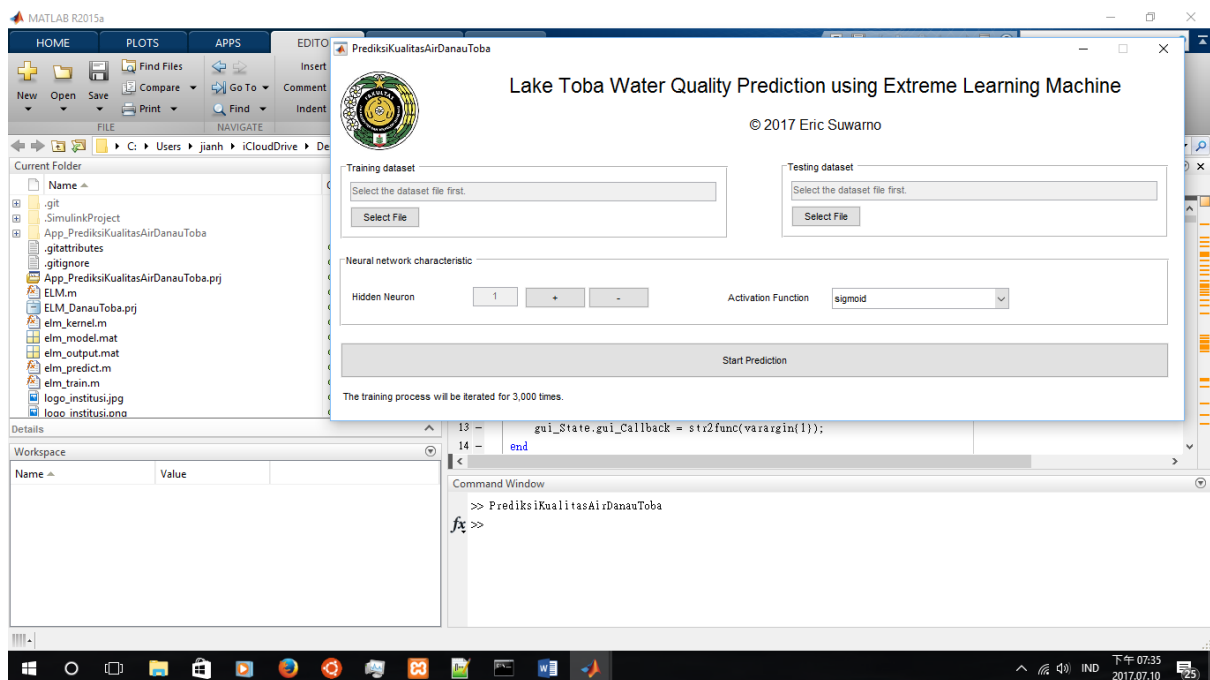 MATLAB R2015a
HOME PLOTS APPS EDITO
New Open Save
Find Files
Compare
Print
Go To
Find
Insert
Comment
Indent
FILE NAVIGATE
C: Users jianh iCloudDrive De
Current Folder
Name
.git
.SimulinkProject
App_PrediksiKualitasAirDanauToba
.gitattributes
.gitignore
App_PrediksiKualitasAirDanauToba.prj
ELM.m
ELM_DanauToba.prj
elm_kernel.m
elm_model.mat
elm_output.mat
elm_predict.m
elm_train.m
logo_institusi.jpg
logo_institusi.png
Details
Workspace
Name Value
PrediksiKualitasAirDanauToba
Lake Toba Water Quality Prediction using Extreme Learning Machine
© 2017 Eric Suwarno
Training dataset
Select the dataset file first.
Select File
Testing dataset
Select the dataset file first.
Select File
Neural network characteristic
Hidden Neuron 1 + -
Activation Function sigmoid
Start Prediction
The training process will be iterated for 3,000 times.
13 – gui_State.gui_Callback = str2func(varargin{1});
14 – end
Command Window
>> PrediksiKualitasAirDanauToba
fx >>
IND
下午 07:35
2017.07.10
25